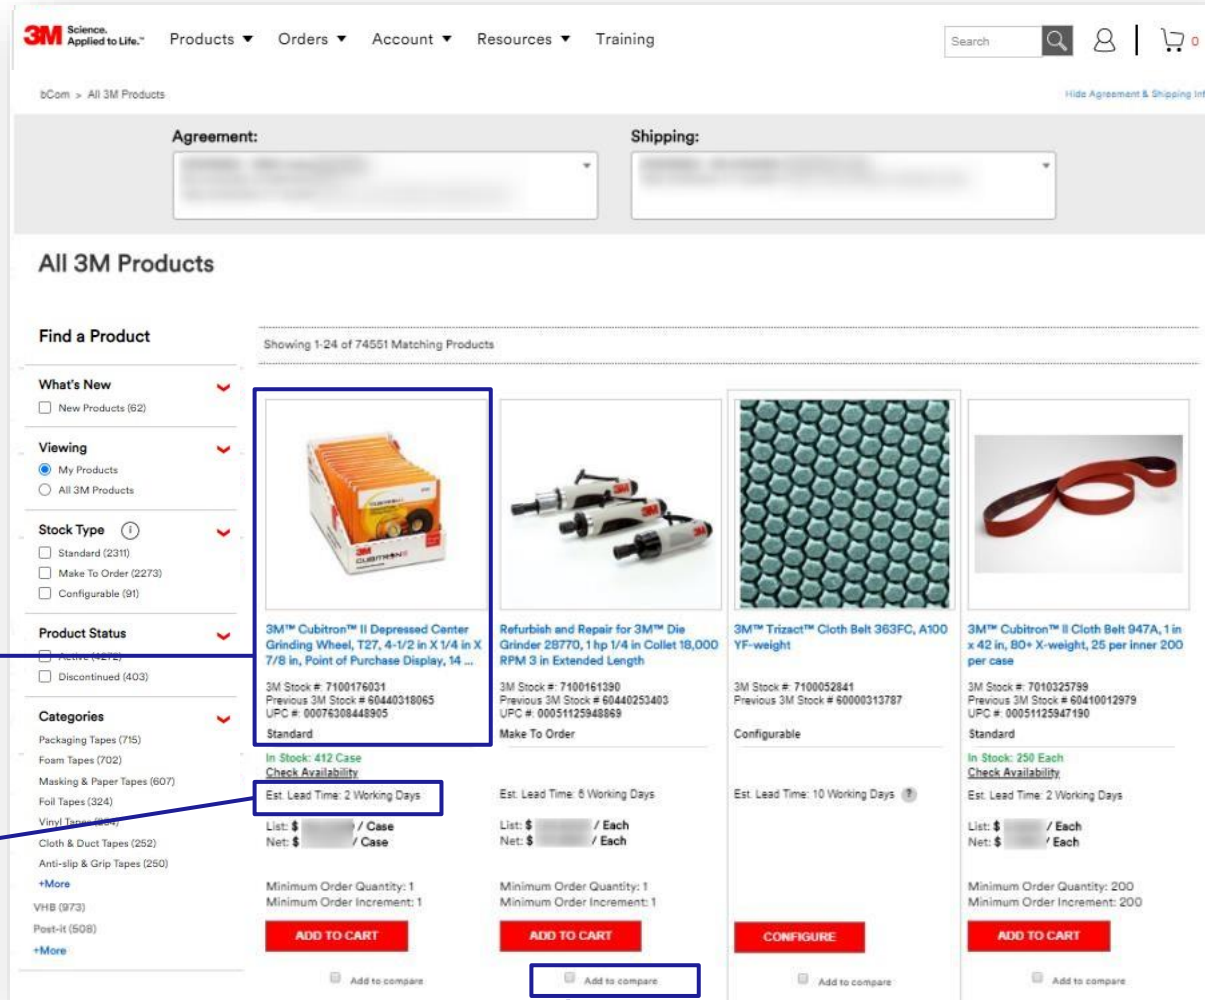 3M Science.
Applied to Life.™
Products ▼ Orders ▼ Account ▼ Resources ▼ Training
Search
0
bCom > All 3M Products
Hide Agreement & Shipping Inf
Agreement:
Shipping:
All 3M Products
Find a Product
Showing 1-24 of 74551 Matching Products
What's New
New Products (62)
Viewing
My Products
All 3M Products
Stock Type
Standard (2311)
Make To Order (2273)
Configurable (91)
Product Status
Discontinued (403)
Categories
Packaging Tapes (715)
Foam Tapes (702)
Masking & Paper Tapes (607)
Foil Tapes (324)
Vinyl Tapes
Cloth & Duct Tapes (252)
Anti-slip & Grip Tapes (250)
+More
VHB (973)
Post-it (508)
+More
3M
CUBITRON II
3M™ Cubitron™ II Depressed Center
Grinding Wheel, T27, 4-1/2 in X 1/4 in X
7/8 in, Point of Purchase Display, 14 ...
3M Stock #: 7100176031
Previous 3M Stock # 60440318065
UPC #: 00076308448905
Standard
In Stock: 412 Case
Check Availability
Est. Lead Time: 2 Working Days
List: $ / Case
Net: $ / Case
Minimum Order Quantity: 1
Minimum Order Increment: 1
ADD TO CART
Add to compare
3M
3M
Refurbish and Repair for 3M™ Die
Grinder 28770, 1 hp 1/4 in Collet 18,000
RPM 3 in Extended Length
3M Stock #: 7100161390
Previous 3M Stock # 60440253403
UPC #: 00051125948869
Make To Order
Est. Lead Time: 6 Working Days
List: $ / Each
Net: $ / Each
Minimum Order Quantity: 1
Minimum Order Increment: 1
ADD TO CART
Add to compare
3M™ Trizact™ Cloth Belt 363FC, A100
YF-weight
3M Stock #: 7100052841
Previous 3M Stock # 60000313787
Configurable
Est. Lead Time: 10 Working Days ?
CONFIGURE
Add to compare
3M™ Cubitron™ II Cloth Belt 947A, 1 in
x 42 in, 80+ X-weight, 25 per inner 200
per case
3M Stock #: 7010325799
Previous 3M Stock # 60410012979
UPC #: 00051125947190
Standard
In Stock: 250 Each
Check Availability
Est. Lead Time: 2 Working Days
List: $ / Each
Net: $ / Each
Minimum Order Quantity: 200
Minimum Order Increment: 200
ADD TO CART
Add to compare